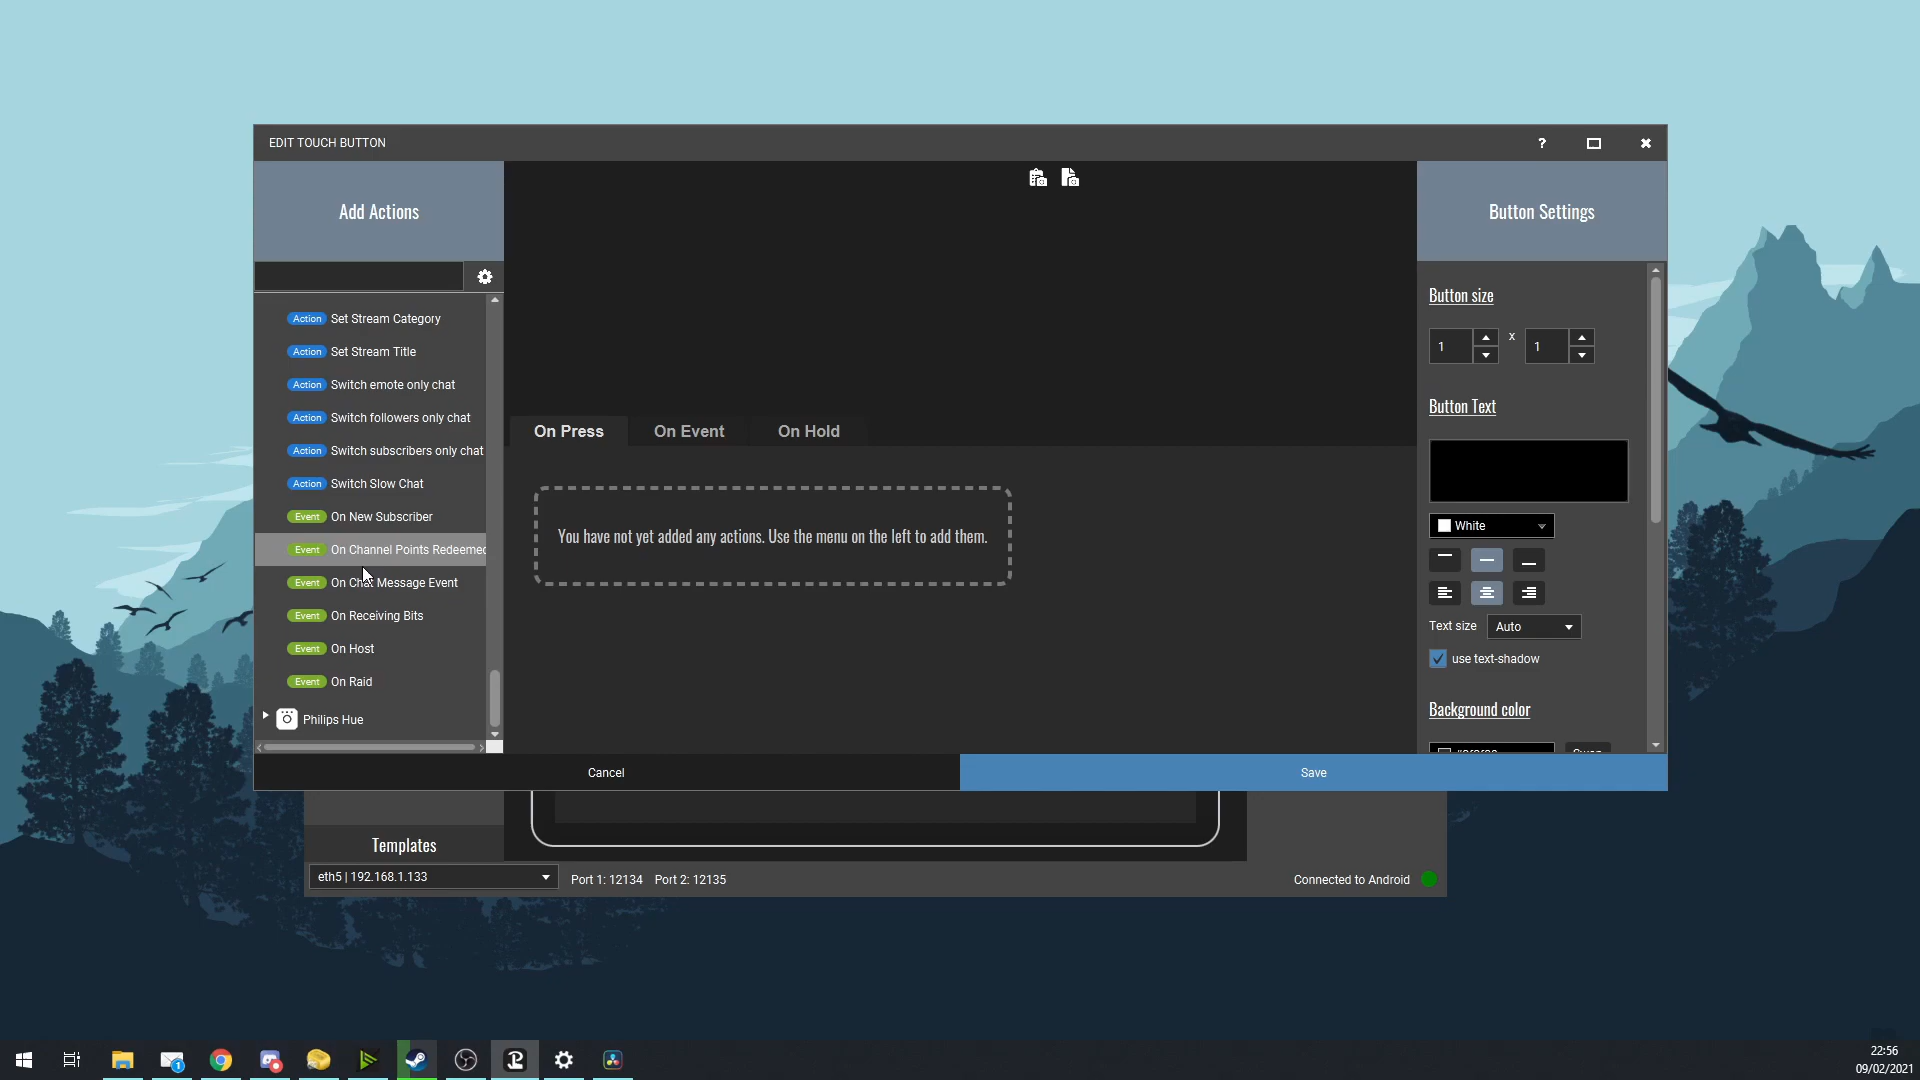 EDIT TOUCH BUTTON
?
Add Actions
Button Settings
Action Set Stream Category
Action Set Stream Title
Action Switch emote only chat
Action Switch followers only chat
Action Switch subscribers only chat
Action Switch Slow Chat
Event On New Subscriber
Event On Channel Points Redeemed
Event On Chat Message Event
Event On Receiving Bits
Event On Host
Event On Raid
Philips Hue
On Press On Event On Hold
You have not yet added any actions. Use the menu on the left to add them.
Button size
1 x 1
Button Text
White
Text size Auto
use text-shadow
Background color
Cancel
Save
Templates
eth5 | 192.168.1.133
Port 1: 12134 Port 2: 12135
Connected to Android
1
22:56
09/02/2021